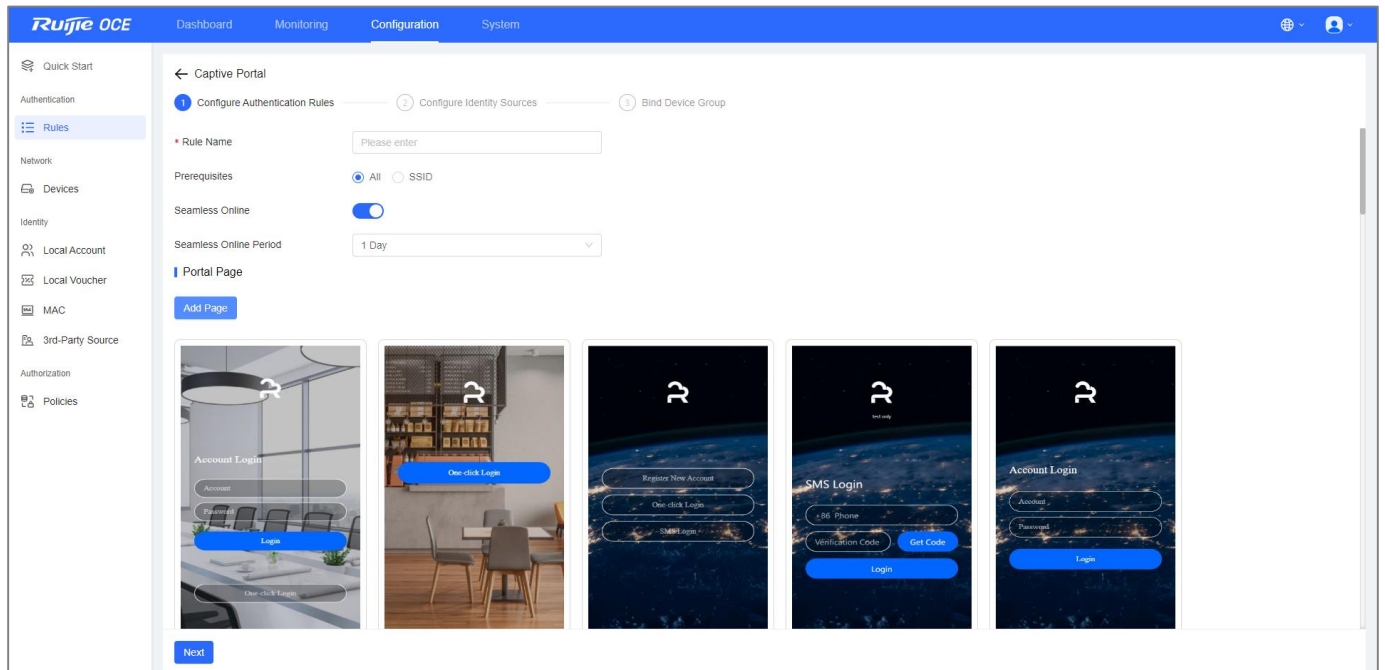 Ruijie OCE Dashboard Monitoring Configuration System
Quick Start
Authentication
Rules
Network
Devices
Identity
Local Account
Local Voucher
MAC
3rd-Party Source
Authorization
Policies
Captive Portal
1 Configure Authentication Rules 2 Configure Identity Sources 3 Bind Device Group
* Rule Name Please enter
Prerequisites All SSID
Seamless Online
Seamless Online Period 1 Day
Portal Page
Add Page
Account Login
Account
Password
Login
One-click Login
One-click Login
Register New Account
One-click Login
SMS Login
test only
SMS Login
+86 Phone
Verification Code Get Code
Login
Account Login
Account
Password
Login
Next